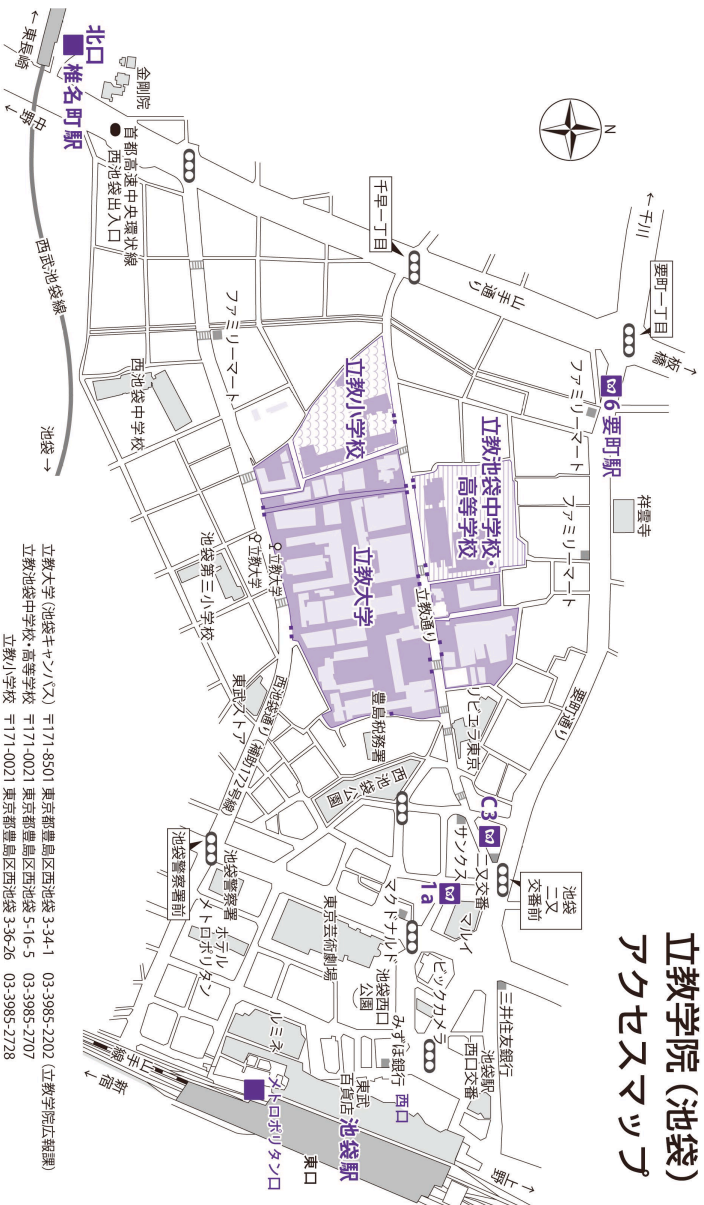 立教学院(池袋)
アクセスマップ
N
←千川
要町一丁目
板橋→
6 要町駅
ファミリーマート
祥雲寺
ファミリーマート
要町通り
千早一丁目
山手通り
立教池袋中学校・
高等学校
立教小学校
立教大学
立教通り
リビエラ東京
C3
二又交番
サンクス
池袋
二又
交番前
1a
マルイ
マクドナルド
ビックカメラ
三井住友銀行
池袋駅
西口交番
みずほ銀行
西口
池袋西口
公園
東武
百貨店
池袋駅
東口
上野→
メトロポリタン口
ルミネ
東京芸術劇場
西池袋公園
豊島税務署
ホテル
メトロポリタン
池袋警察署
池袋警察署前
西池袋通り(補助172号線)
東武ストア
立教大学
立教大学
池袋第三小学校
西池袋中学校
ファミリーマート
首都高速中央環状線
西池袋出入口
金剛院
北口
椎名町駅
←東長崎
中野→
西武池袋線
池袋→
山手線
新宿→
立教大学(池袋キャンパス) 〒171-8501 東京都豊島区西池袋 3-34-1 03-3985-2202(立教学院広報課)
立教池袋中学校・高等学校 〒171-0021 東京都豊島区西池袋 5-16-5 03-3985-2707
立教小学校 〒171-0021 東京都豊島区西池袋 3-36-26 03-3985-2728